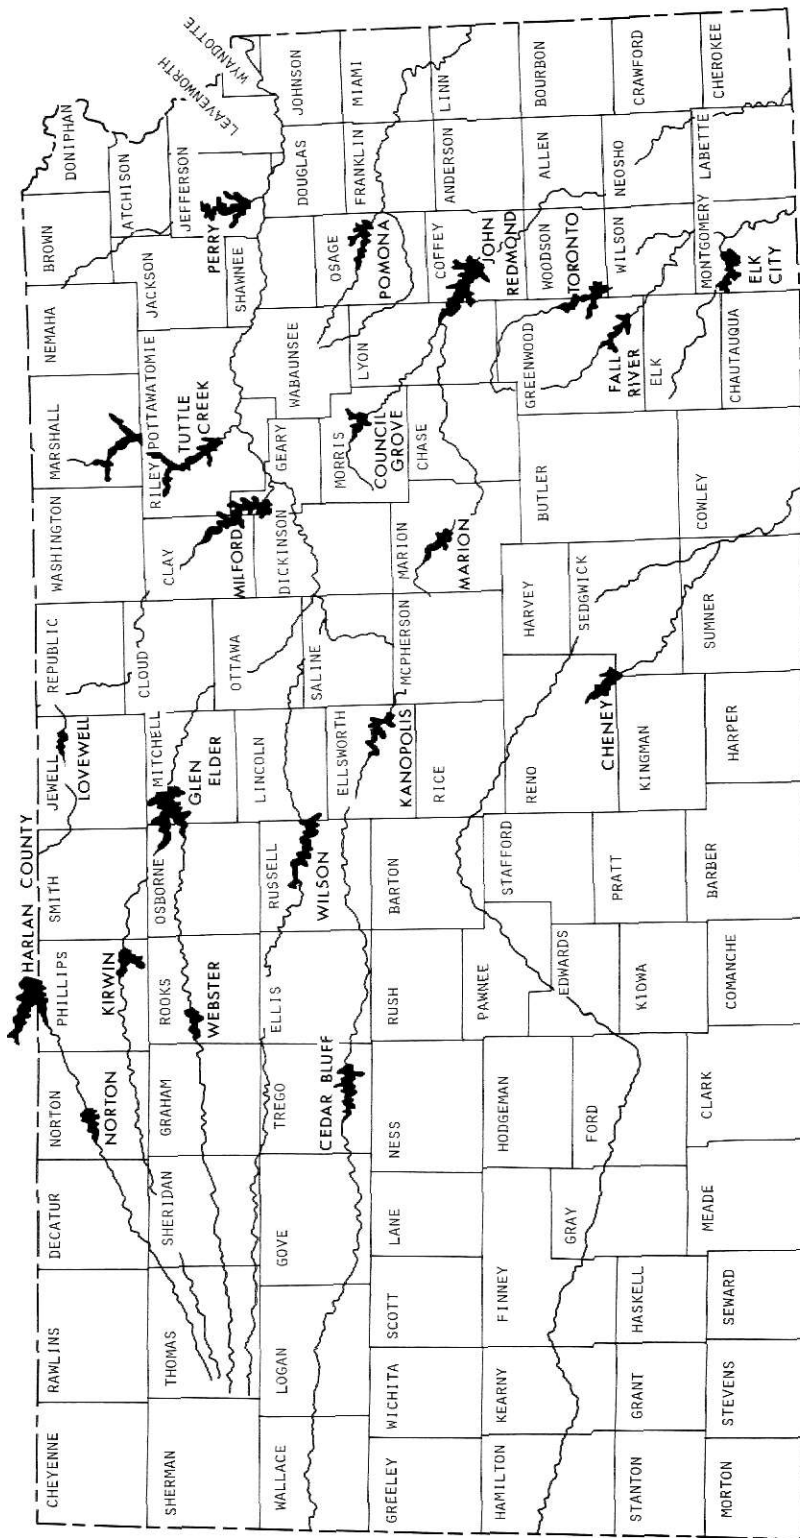 HARLAN COUNTY
CHEYENNE
RAWLINS
DECATUR
NORTON
PHILLIPS
SMITH
JEWELL
REPUBLIC
WASHINGTON
MARSHALL
NEMAHA
BROWN
DONIPHAN
LOVEWELL
NORTON
KIRWIN
ATCHISON
SHERMAN
THOMAS
SHERIDAN
GRAHAM
ROOKS
OSBORNE
MITCHELL
CLOUD
CLAY
RILEY
POTTAWATOMIE
JACKSON
JEFFERSON
LEAVENWORTH
WYANDOTTE
WEBSTER
GLEN
ELDER
TUTTLE
CREEK
PERRY
OTTAWA
MILFORD
SHAWNEE
WALLACE
LOGAN
GOVE
TREGO
ELLIS
RUSSELL
LINCOLN
SALINE
DICKINSON
GEARY
WABAUNSEE
DOUGLAS
JOHNSON
CEDAR BLUFF
WILSON
ELLSWORTH
MORRIS
OSAGE
FRANKLIN
MIAMI
POMONA
COUNCIL
GROVE
KANOPOLIS
GREELEY
WICHITA
SCOTT
LANE
NESS
RUSH
BARTON
RICE
MCPHERSON
MARION
CHASE
LYON
COFFEY
ANDERSON
LINN
MARION
JOHN
REDMOND
HAMILTON
KEARNY
FINNEY
HODGEMAN
PAWNEE
STAFFORD
RENO
HARVEY
BUTLER
GREENWOOD
WOODSON
ALLEN
BOURBON
TORONTO
GRAY
FORD
EDWARDS
SEDGWICK
CHENEY
FALL
RIVER
WILSON
NEOSHO
CRAWFORD
STANTON
GRANT
HASKELL
KIOWA
PRATT
KINGMAN
ELK
MORTON
STEVENS
SEWARD
MEADE
CLARK
COMANCHE
BARBER
HARPER
SUMNER
COWLEY
CHAUTAUQUA
MONTGOMERY
LABETTE
CHEROKEE
ELK
CITY